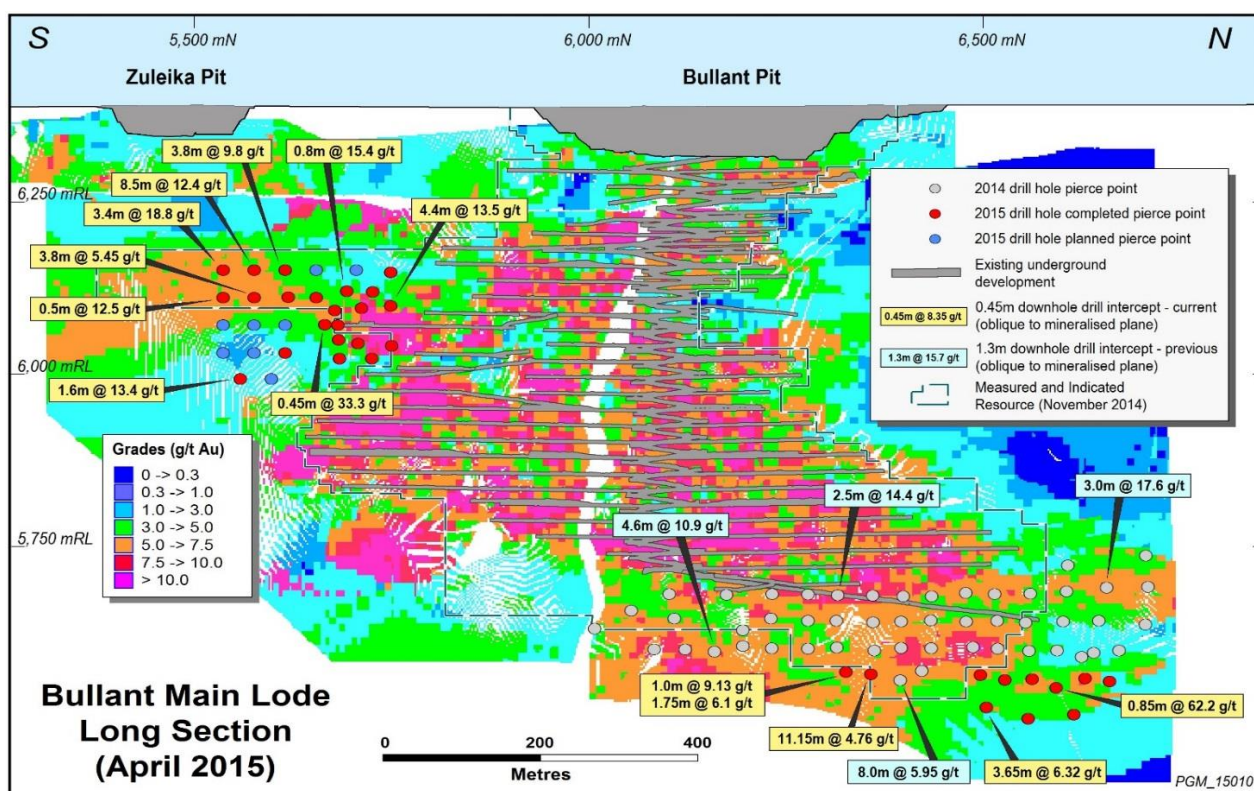 S
5,500 mN
6,000 mN
6,500 mN
N
Zuleika Pit
Bullant Pit
3.8m @ 9.8 g/t
0.8m @ 15.4 g/t
8.5m @ 12.4 g/t
3.4m @ 18.8 g/t
4.4m @ 13.5 g/t
3.8m @ 5.45 g/t
0.5m @ 12.5 g/t
1.6m @ 13.4 g/t
0.45m @ 33.3 g/t
6,250 mRL
6,000 mRL
5,750 mRL
2014 drill hole pierce point
2015 drill hole completed pierce point
2015 drill hole planned pierce point
Existing underground
development
0.45m @ 8.35 g/t
0.45m downhole drill intercept - current
(oblique to mineralised plane)
1.3m @ 15.7 g/t
1.3m downhole drill intercept - previous
(oblique to mineralised plane)
Measured and Indicated
Resource (November 2014)
Grades (g/t Au)
0 -> 0.3
0.3 -> 1.0
1.0 -> 3.0
3.0 -> 5.0
5.0 -> 7.5
7.5 -> 10.0
> 10.0
3.0m @ 17.6 g/t
2.5m @ 14.4 g/t
4.6m @ 10.9 g/t
1.0m @ 9.13 g/t
1.75m @ 6.1 g/t
0.85m @ 62.2 g/t
11.15m @ 4.76 g/t
8.0m @ 5.95 g/t
3.65m @ 6.32 g/t
Bullant Main Lode
Long Section
(April 2015)
0
200
400
Metres
PGM_15010